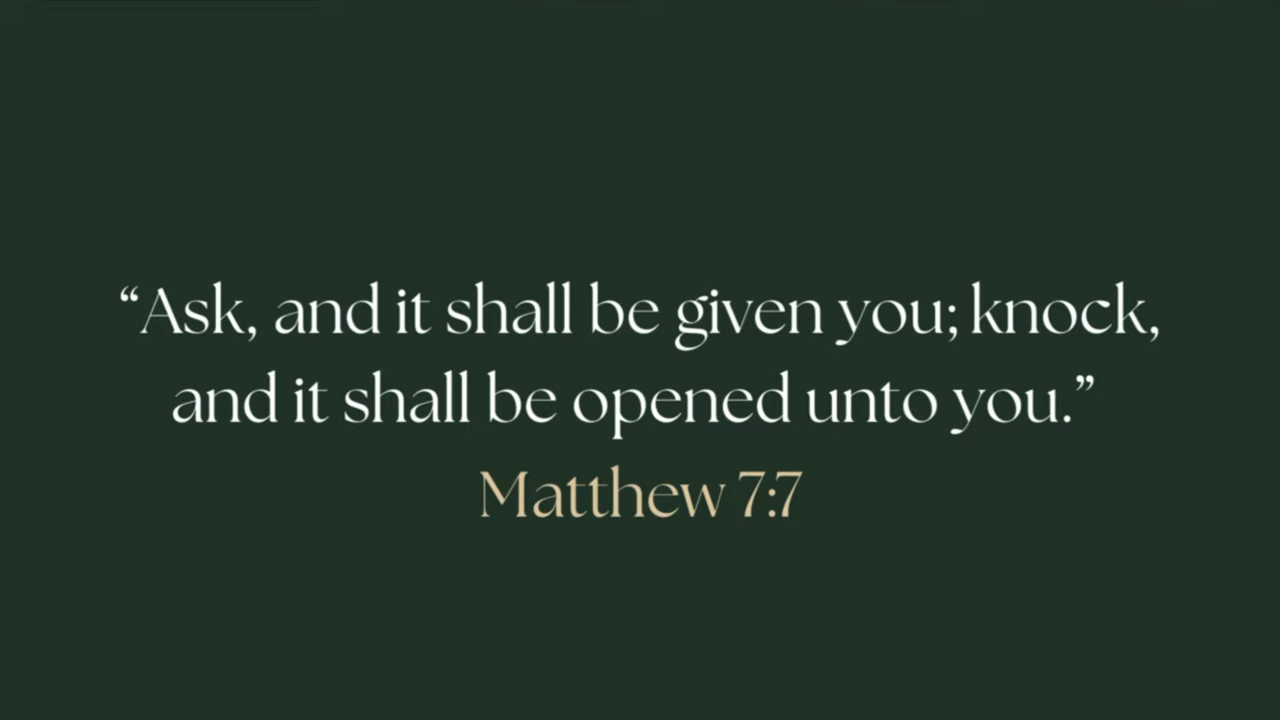 “Ask, and it shall be given you; knock,
and it shall be opened unto you.”
Matthew 7:7